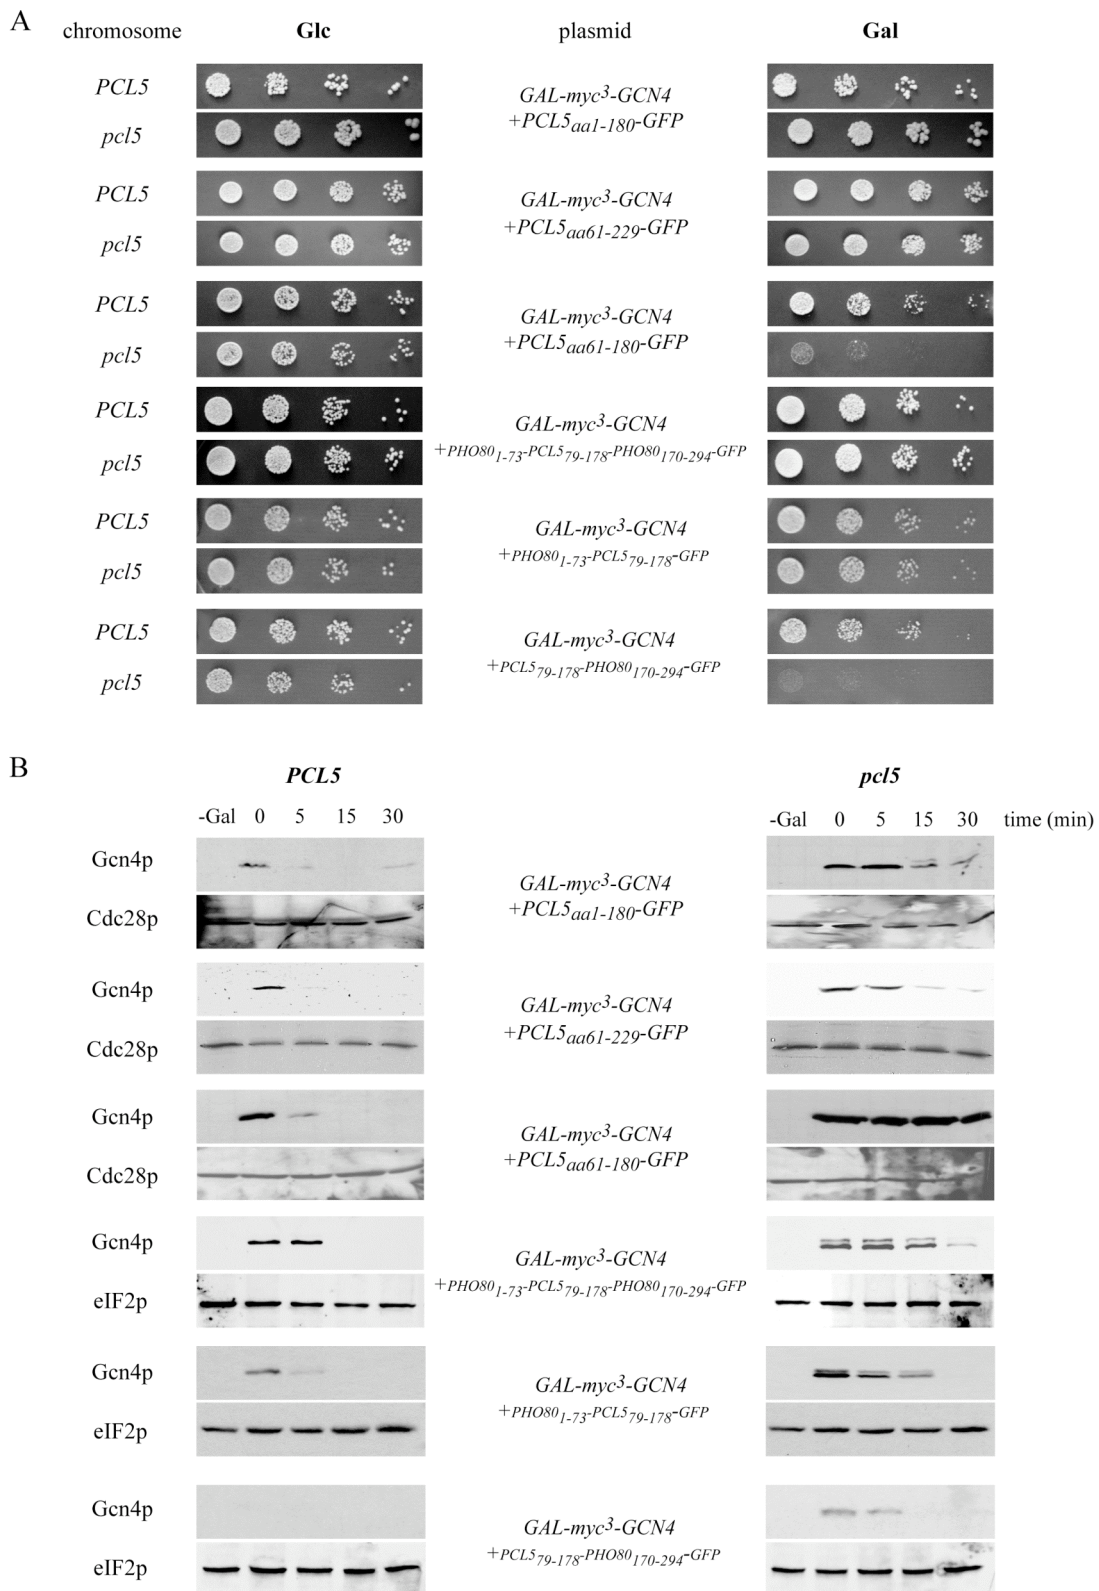 A
chromosome Glc plasmid Gal
PCL5
GAL-myc3-GCN4
+PCL5aa1-180-GFP
pcl5
PCL5
GAL-myc3-GCN4
+PCL5aa61-229-GFP
pcl5
PCL5
GAL-myc3-GCN4
+PCL5aa61-180-GFP
pcl5
PCL5
GAL-myc3-GCN4
+PHO801-73-PCL579-178-PHO80170-294-GFP
pcl5
PCL5
GAL-myc3-GCN4
+PHO801-73-PCL579-178-GFP
pcl5
PCL5
GAL-myc3-GCN4
+PCL579-178-PHO80170-294-GFP
pcl5
B
PCL5 pcl5
-Gal 0 5 15 30 -Gal 0 5 15 30 time (min)
Gcn4p
GAL-myc3-GCN4
+PCL5aa1-180-GFP
Cdc28p
Gcn4p
GAL-myc3-GCN4
+PCL5aa61-229-GFP
Cdc28p
Gcn4p
GAL-myc3-GCN4
+PCL5aa61-180-GFP
Cdc28p
Gcn4p
GAL-myc3-GCN4
+PHO801-73-PCL579-178-PHO80170-294-GFP
eIF2p
Gcn4p
GAL-myc3-GCN4
+PHO801-73-PCL579-178-GFP
eIF2p
Gcn4p
GAL-myc3-GCN4
+PCL579-178-PHO80170-294-GFP
eIF2p